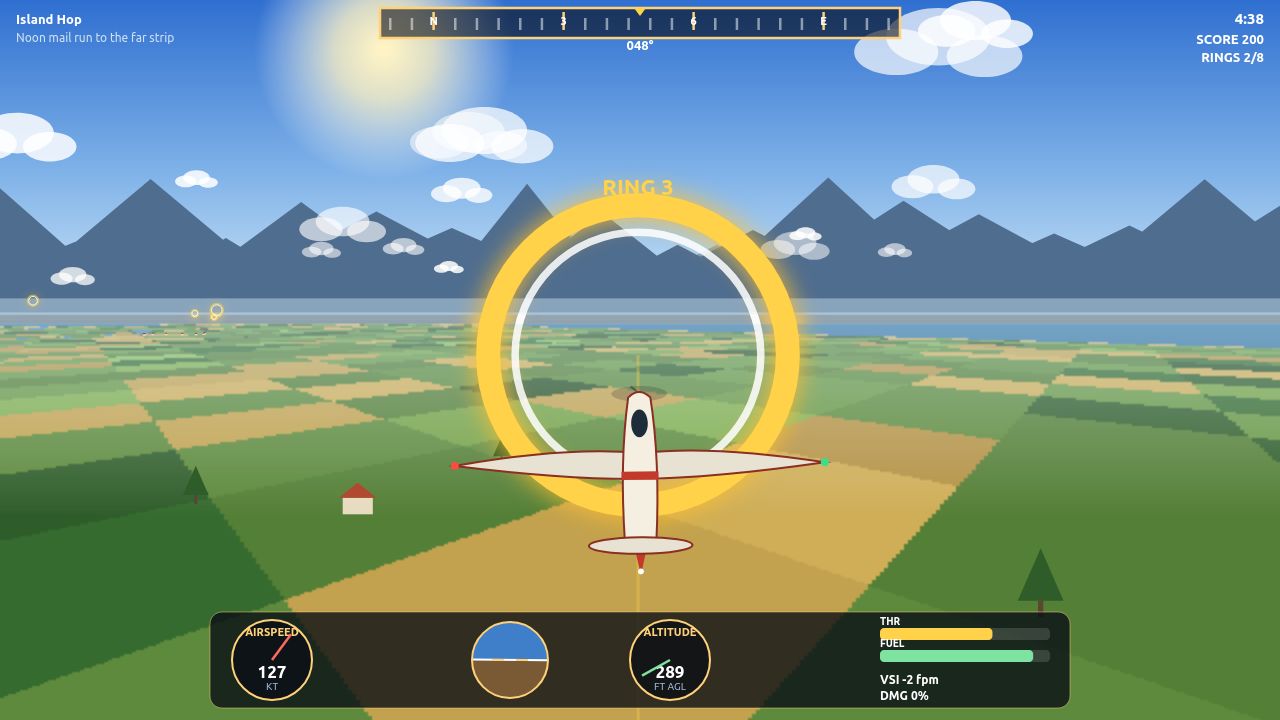 Island Hop
Noon mail run to the far strip
N 3 6 E
048°
4:38
SCORE 200
RINGS 2/8
RING 3
AIRSPEED
127
KT
ALTITUDE
289
FT AGL
THR
FUEL
VSI -2 fpm
DMG 0%